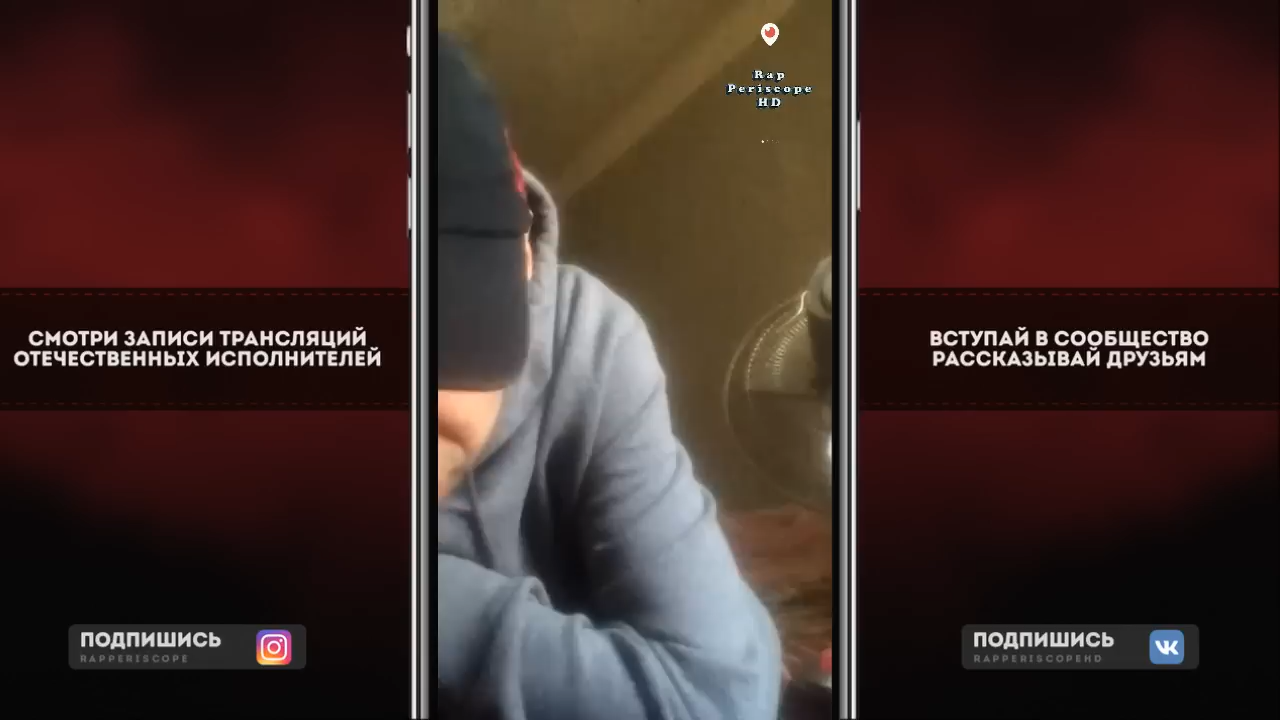 Rap
Periscope
HD
СМОТРИ ЗАПИСИ ТРАНСЛЯЦИЙ
ОТЕЧЕСТВЕННЫХ ИСПОЛНИТЕЛЕЙ
ВСТУПАЙ В СООБЩЕСТВО
РАССКАЗЫВАЙ ДРУЗЬЯМ
ПОДПИШИСЬ
RAPPERISCOPE
ПОДПИШИСЬ
RAPPERISCOPEHD